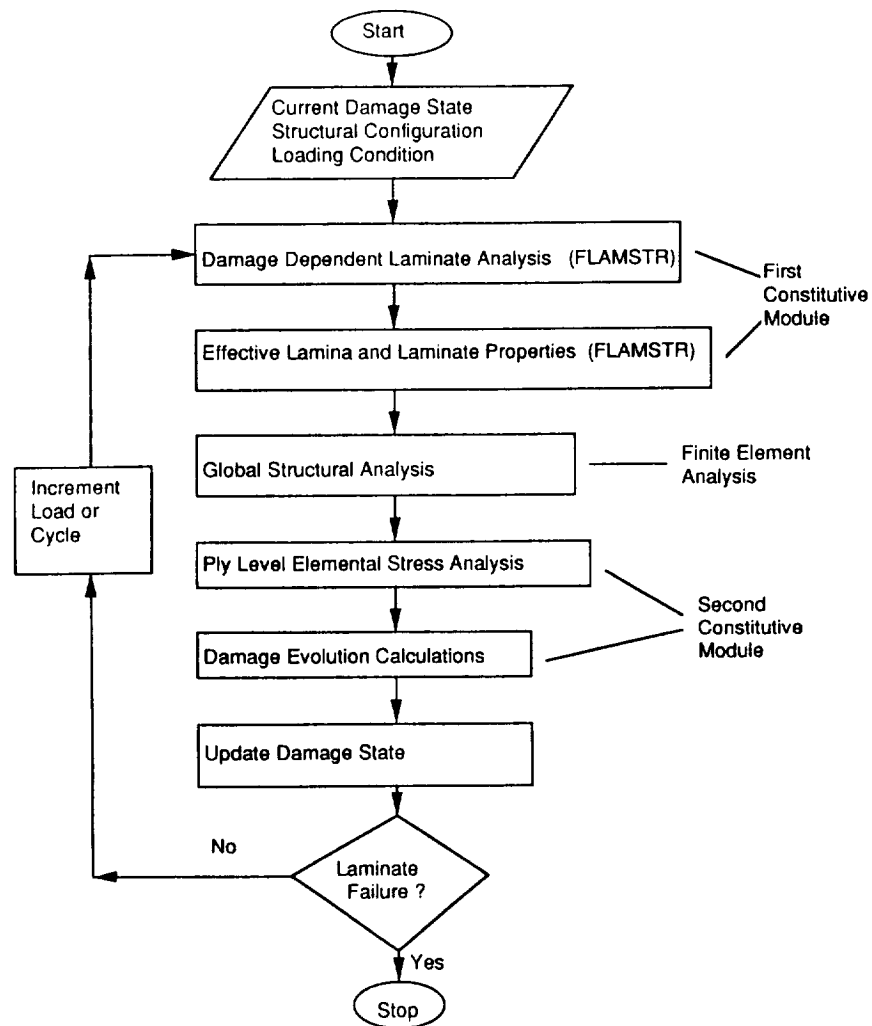 Start
Current Damage State
Structural Configuration
Loading Condition
Damage Dependent Laminate Analysis (FLAMSTR)
First
Constitutive
Module
Effective Lamina and Laminate Properties (FLAMSTR)
Global Structural Analysis
Finite Element
Analysis
Increment
Load or
Cycle
Ply Level Elemental Stress Analysis
Second
Constitutive
Module
Damage Evolution Calculations
Update Damage State
No
Laminate
Failure ?
Yes
Stop